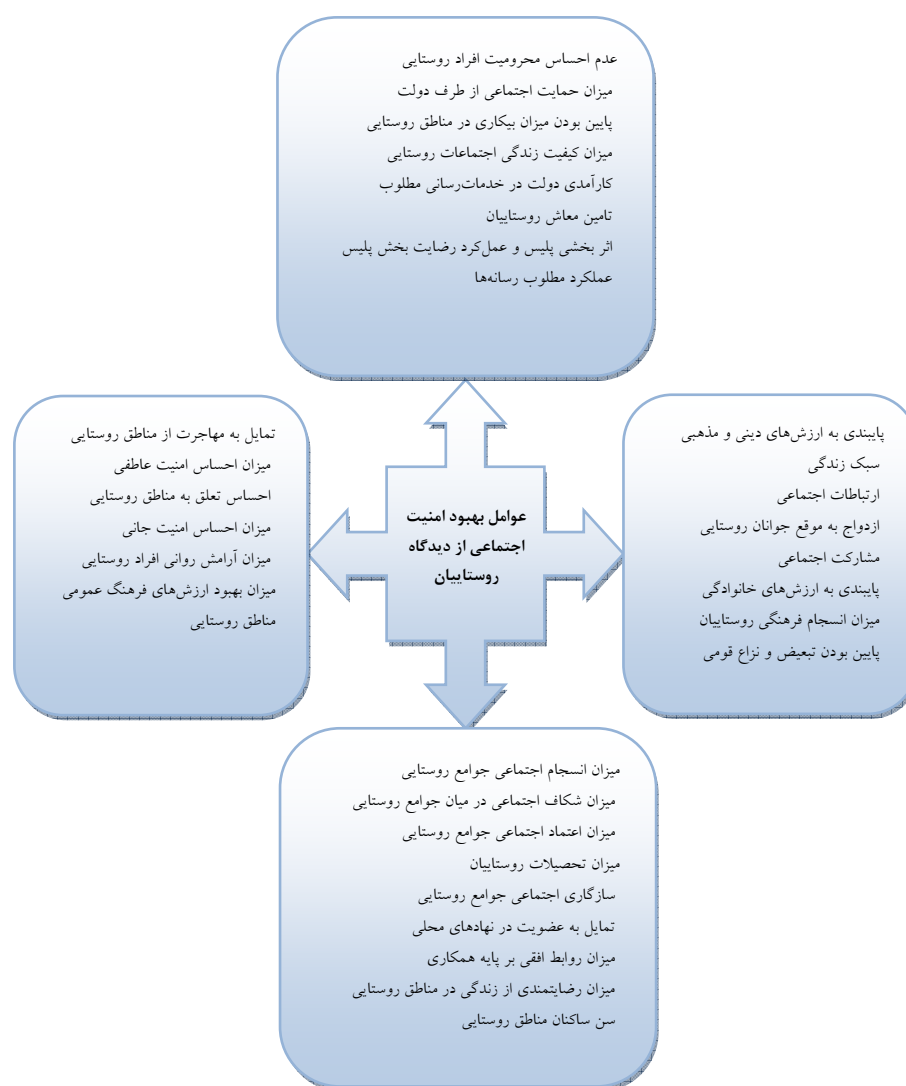 عدم احساس محرومیت افراد روستایی
میزان حمایت اجتماعی از طرف دولت
پایین بودن میزان بیکاری در مناطق روستایی
میزان کیفیت زندگی اجتماعات روستایی
کارآمدی دولت در خدمات‌رسانی مطلوب
تامین معاش روستاییان
اثر بخشی پلیس و عمل‌کرد رضایت بخش پلیس
عملکرد مطلوب رسانه‌ها
پایبندی به ارزش‌های دینی و مذهبی
سبک زندگی
ارتباطات اجتماعی
ازدواج به موقع جوانان روستایی
مشارکت اجتماعی
پایبندی به ارزش‌های خانوادگی
میزان انسجام فرهنگی روستاییان
پایین بودن تبعیض و نزاع قومی
عوامل بهبود امنیت
اجتماعی از دیدگاه
روستاییان
تمایل به مهاجرت از مناطق روستایی
میزان احساس امنیت عاطفی
احساس تعلق به مناطق روستایی
میزان احساس امنیت جانی
میزان آرامش روانی افراد روستایی
میزان بهبود ارزش‌های فرهنگ عمومی
مناطق روستایی
میزان انسجام اجتماعی جوامع روستایی
میزان شکاف اجتماعی در میان جوامع روستایی
میزان اعتماد اجتماعی جوامع روستایی
میزان تحصیلات روستاییان
سازگاری اجتماعی جوامع روستایی
تمایل به عضویت در نهادهای محلی
میزان روابط افقی بر پایه همکاری
میزان رضایتمندی از زندگی در مناطق روستایی
سن ساکنان مناطق روستایی